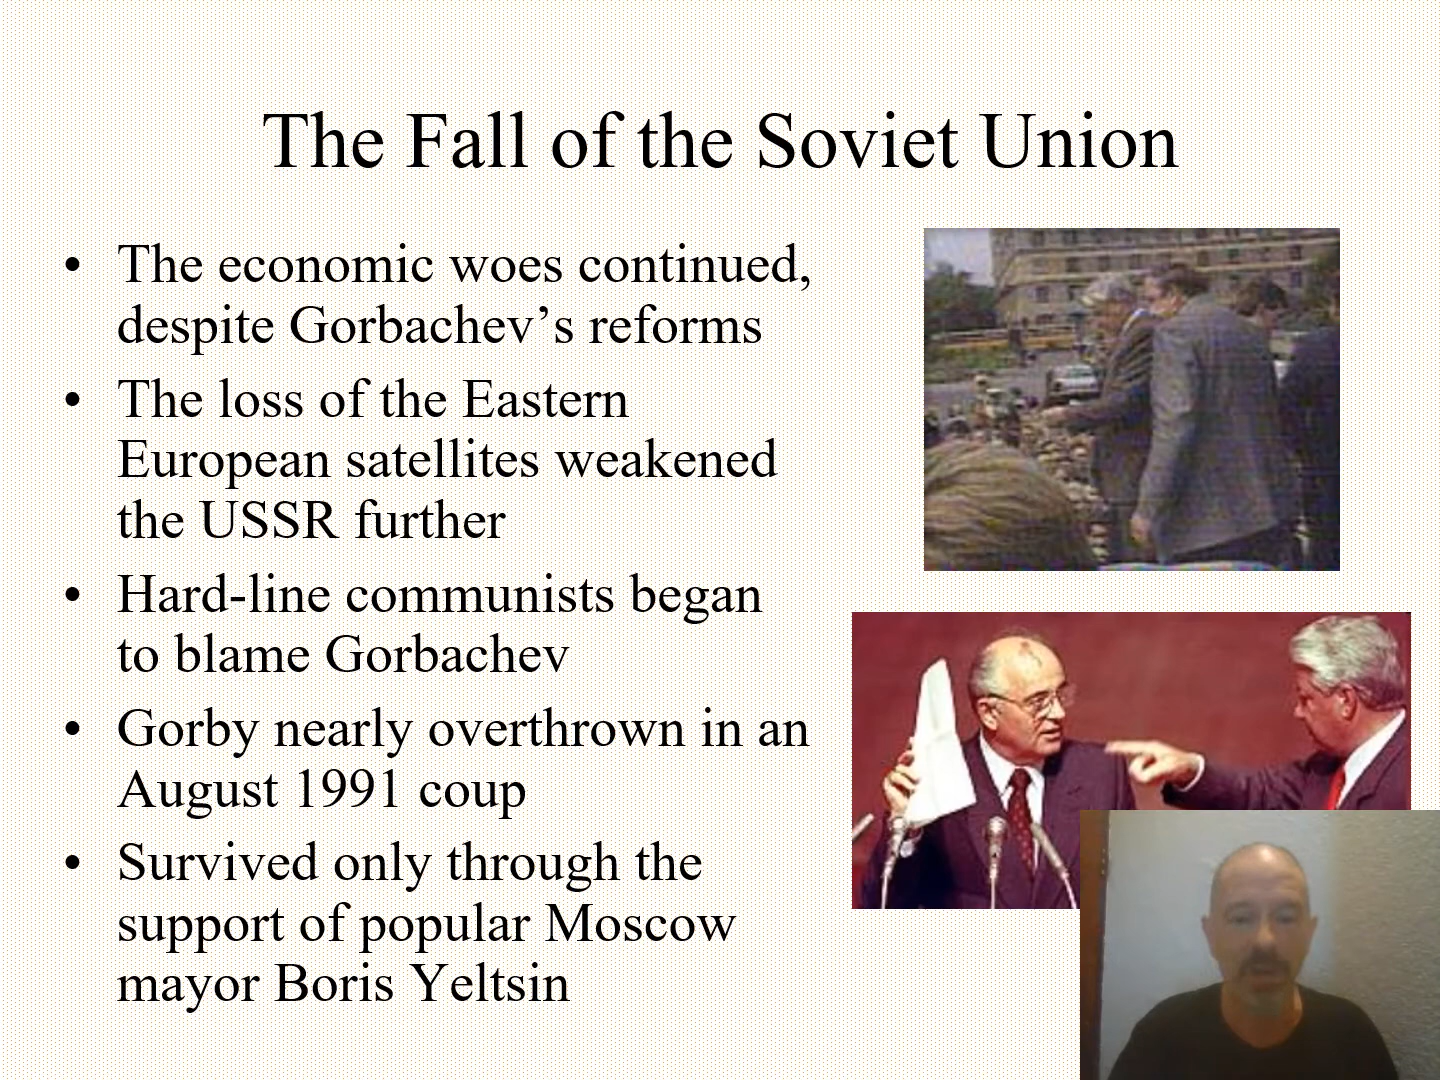 The Fall of the Soviet Union
• The economic woes continued,
despite Gorbachev’s reforms
• The loss of the Eastern
European satellites weakened
the USSR further
• Hard-line communists began
to blame Gorbachev
• Gorby nearly overthrown in an
August 1991 coup
• Survived only through the
support of popular Moscow
mayor Boris Yeltsin